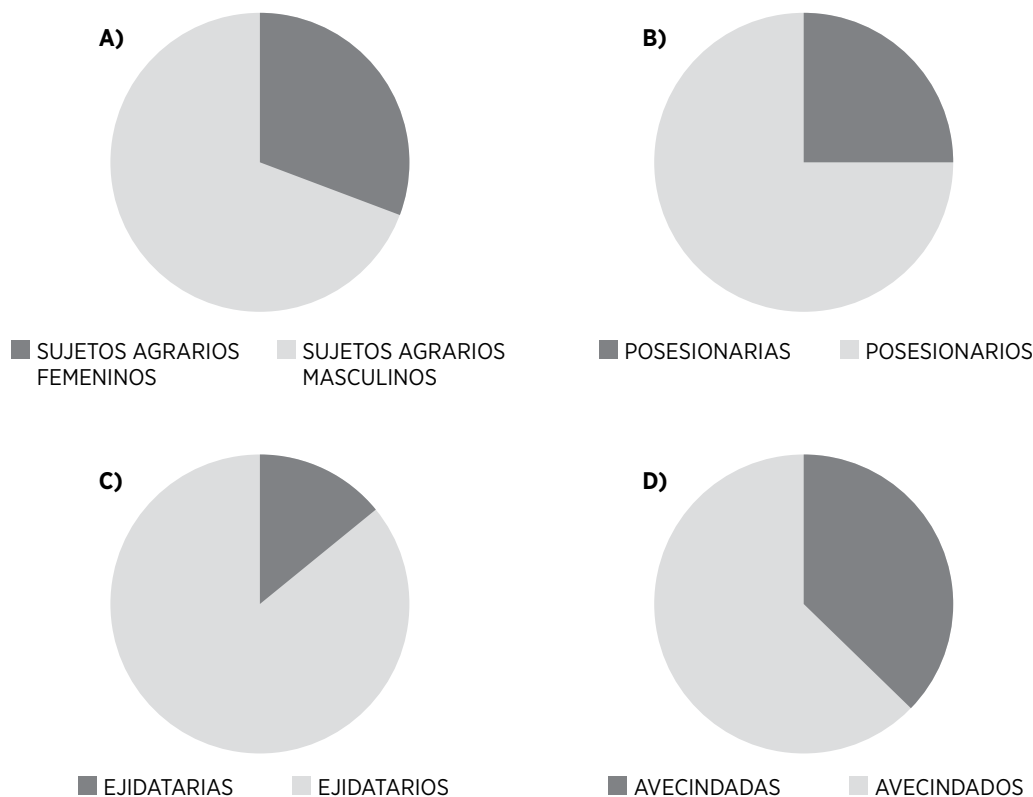 A)
B)
SUJETOS AGRARIOS FEMENINOS
SUJETOS AGRARIOS MASCULINOS
POSESIONARIAS
POSESIONARIOS
C)
D)
EJIDATARIAS
EJIDATARIOS
AVECINDADAS
AVECINDADOS